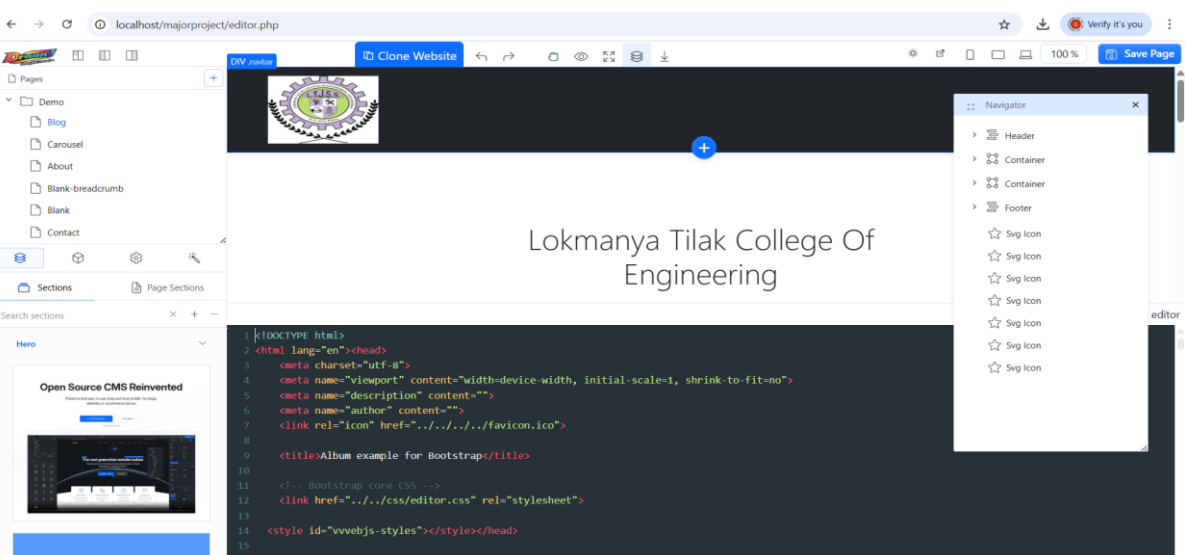 localhost/majorproject/editor.php
Verify it's you
Clone Website
100 %
Save Page
Pages
Demo
Blog
Carousel
About
Blank-breadcrumb
Blank
Contact
Sections
Page Sections
Search sections
Hero
Open Source CMS Reinvented
DIV .navbar
L.T.J.S.S.
Lokmanya Tilak College Of
Engineering
Navigator
Header
Container
Container
Footer
Svg Icon
Svg Icon
Svg Icon
Svg Icon
Svg Icon
Svg Icon
Svg Icon
editor
1 <!DOCTYPE html>
2 <html lang="en"><head>
3 <meta charset="utf-8">
4 <meta name="viewport" content="width=device-width, initial-scale=1, shrink-to-fit=no">
5 <meta name="description" content="">
6 <meta name="author" content="">
7 <link rel="icon" href="../../../../favicon.ico">
8
9 <title>Album example for Bootstrap</title>
10
11 <!-- Bootstrap core CSS -->
12 <link href="../../css/editor.css" rel="stylesheet">
13
14 <style id="vvvebjs-styles"></style></head>
15